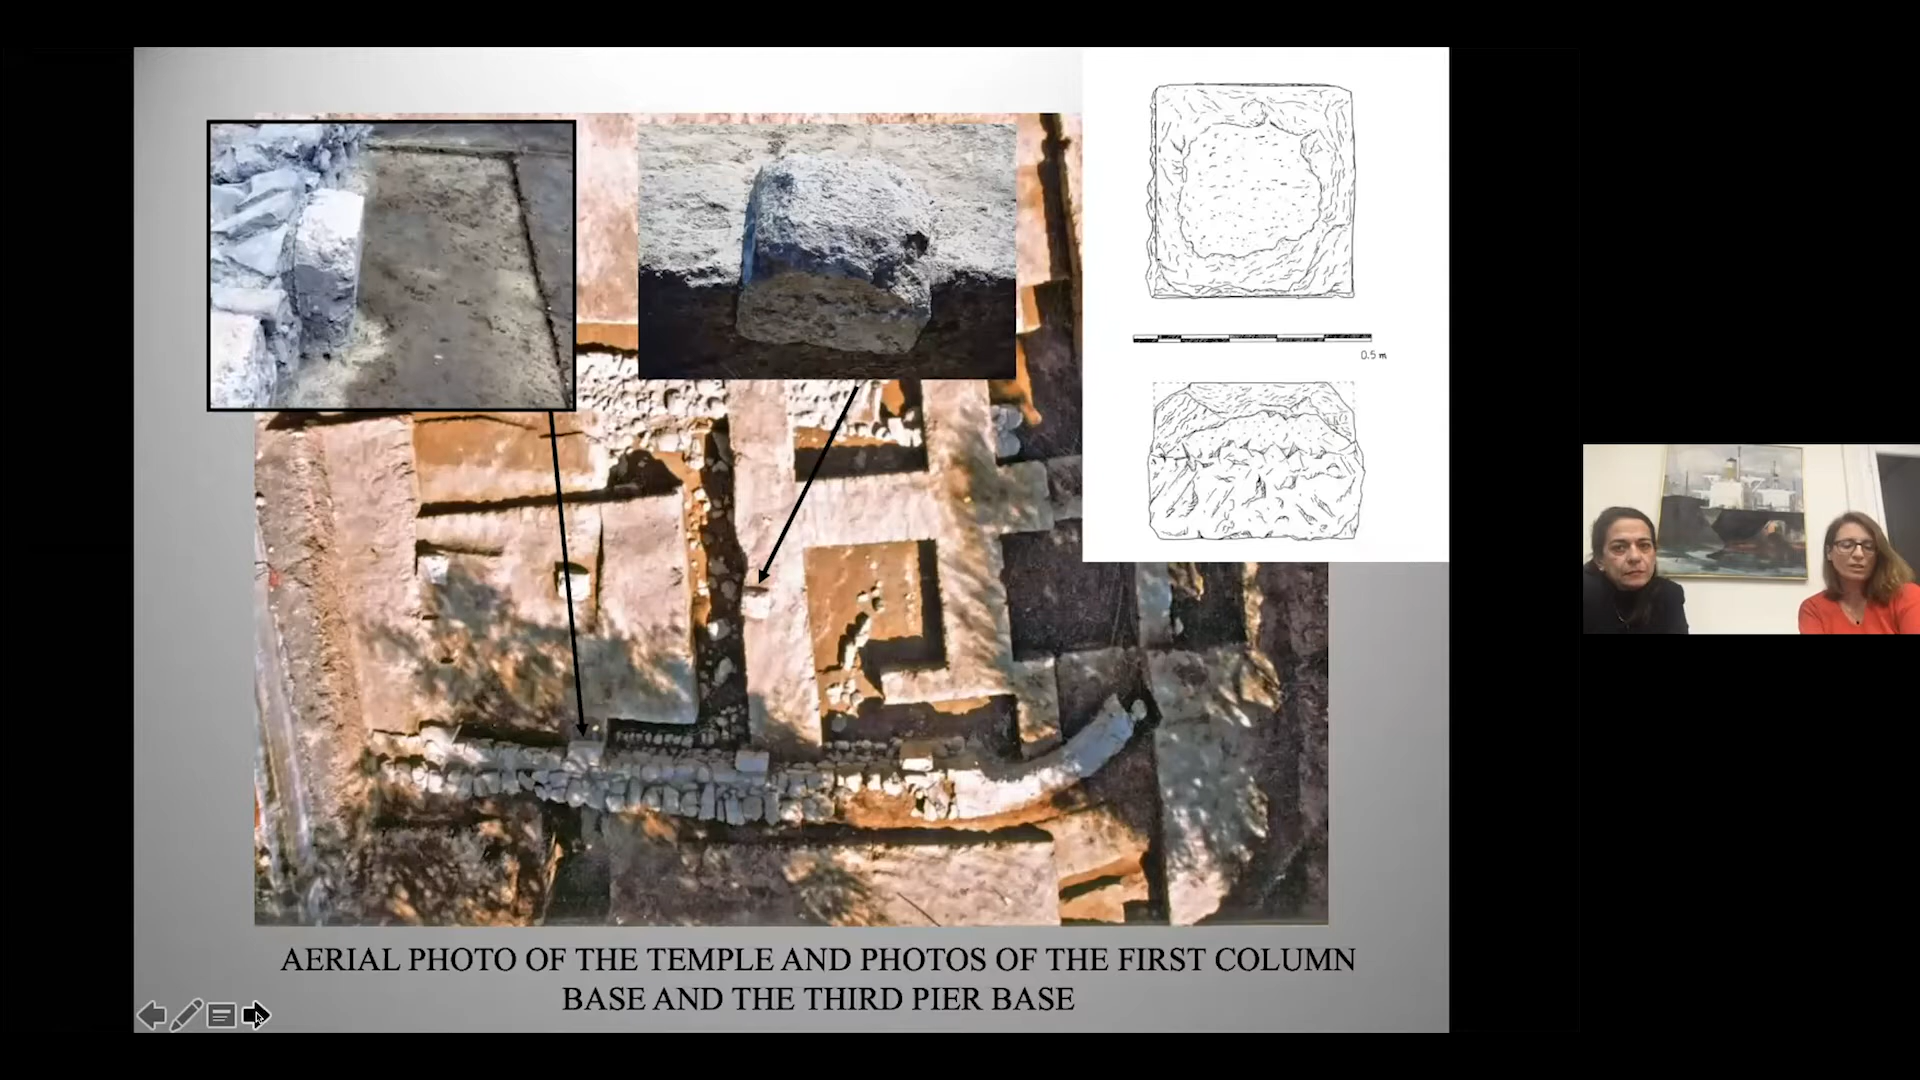 0.5 m
AERIAL PHOTO OF THE TEMPLE AND PHOTOS OF THE FIRST COLUMN
BASE AND THE THIRD PIER BASE